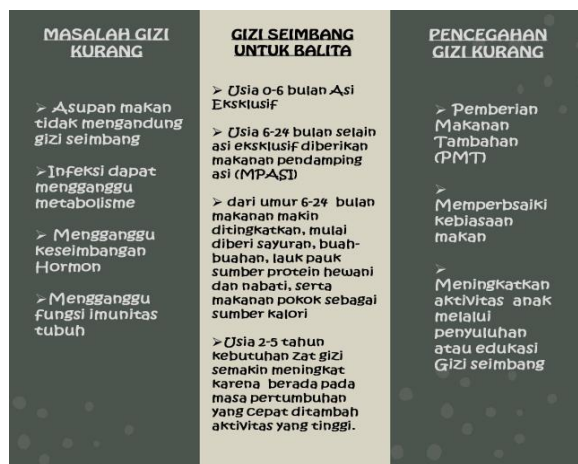 MASALAH GIZI
KURANG
➢ Asupan makan
tidak mengandung
gizi seimbang
➢Infeksi dapat
mengganggu
metabolisme
➢ Mengganggu
keseimbangan
Hormon
➢Mengganggu
fungsi imunitas
tubuh
GIZI SEIMBANG
UNTUK BALITA
➢ Usia 0-6 bulan Asi
Eksklusif
➢ Usia 6-24 bulan selain
asi eksklusif diberikan
makanan pendamping
asi (MPASI)
➢ dari umur 6-24 bulan
makanan makin
ditingkatkan, mulai
diberi sayuran, buah-
buahan, lauk pauk
sumber protein hewani
dan nabati, serta
makanan pokok sebagai
sumber kalori
➢Usia 2-5 tahun
kebutuhan zat gizi
semakin meningkat
karena berada pada
masa pertumbuhan
yang cepat ditambah
aktivitas yang tinggi.
PENCEGAHAN
GIZI KURANG
➢ Pemberian
Makanan
Tambahan
(PMT)
➢
Memperbsaiki
kebiasaan
makan
➢
Meningkatkan
aktivitas anak
melalui
penyuluhan
atau edukasi
Gizi seimbang